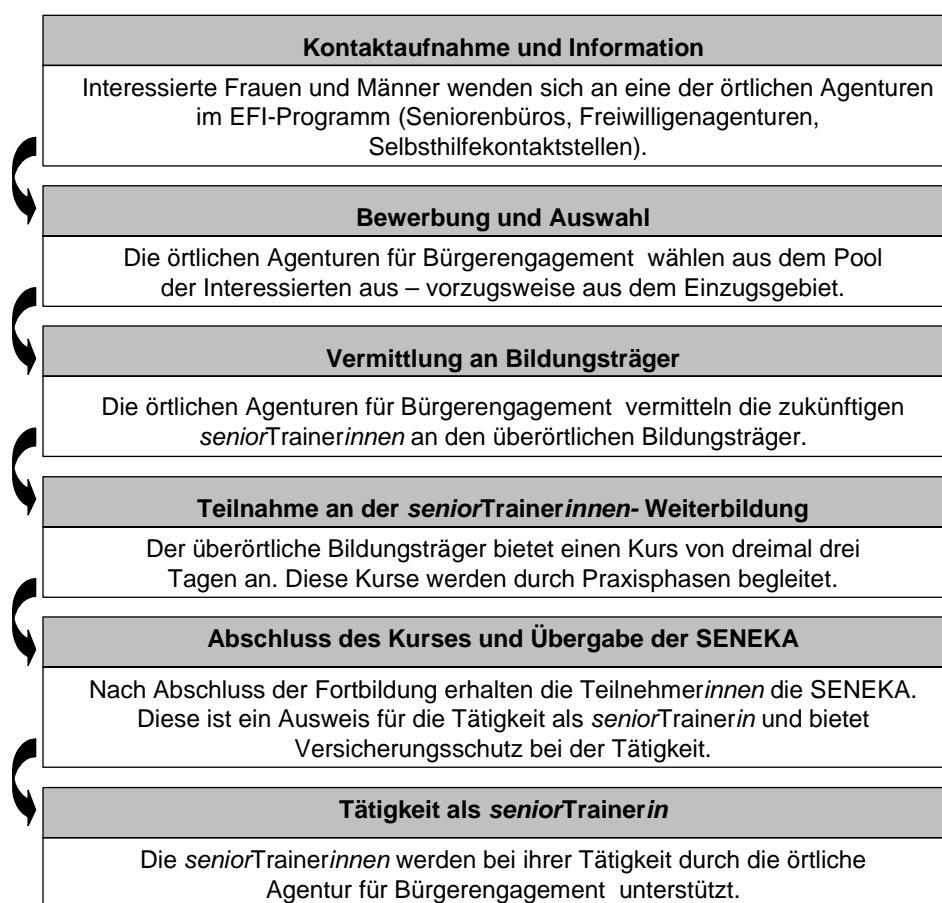 Kontaktaufnahme und Information
Interessierte Frauen und Männer wenden sich an eine der örtlichen Agenturen
im EFI-Programm (Seniorenbüros, Freiwilligenagenturen,
Selbsthilfekontaktstellen).
Bewerbung und Auswahl
Die örtlichen Agenturen für Bürgerengagement wählen aus dem Pool
der Interessierten aus – vorzugsweise aus dem Einzugsgebiet.
Vermittlung an Bildungsträger
Die örtlichen Agenturen für Bürgerengagement vermitteln die zukünftigen
seniorTrainerinnen an den überörtlichen Bildungsträger.
Teilnahme an der seniorTrainerinnen- Weiterbildung
Der überörtliche Bildungsträger bietet einen Kurs von dreimal drei
Tagen an. Diese Kurse werden durch Praxisphasen begleitet.
Abschluss des Kurses und Übergabe der SENEKA
Nach Abschluss der Fortbildung erhalten die Teilnehmerinnen die SENEKA.
Diese ist ein Ausweis für die Tätigkeit als seniorTrainerin und bietet
Versicherungsschutz bei der Tätigkeit.
Tätigkeit als seniorTrainerin
Die seniorTrainerinnen werden bei ihrer Tätigkeit durch die örtliche
Agentur für Bürgerengagement unterstützt.